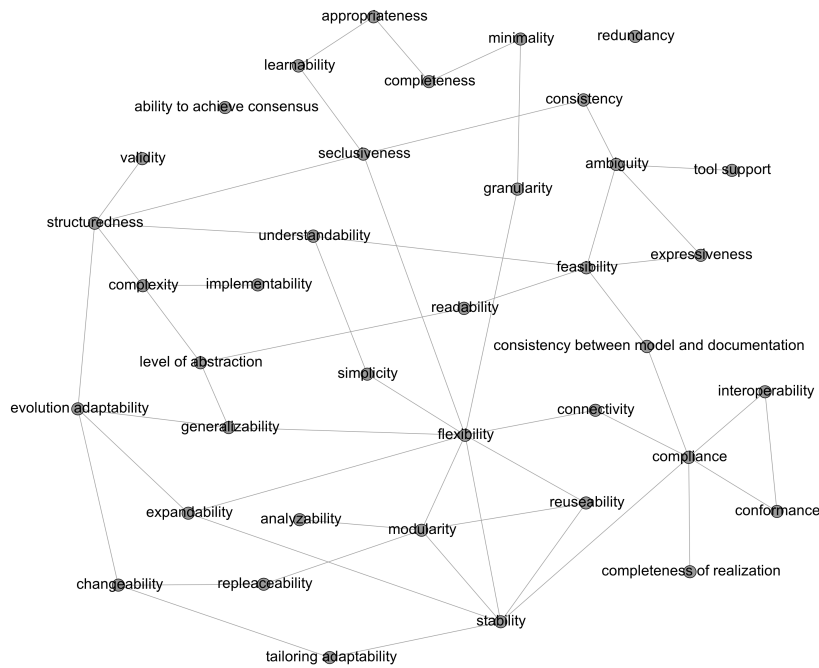 appropriateness
minimality
redundancy
learnability
completeness
consistency
ability to achieve consensus
validity
seclusiveness
ambiguity
tool support
granularity
structuredness
understandability
expressiveness
feasibility
complexity
implementability
readability
consistency between model and documentation
level of abstraction
simplicity
interoperability
evolution adaptability
connectivity
generalizability
flexibility
compliance
reuseability
expandability
analyzability
modularity
conformance
completeness of realization
changeability
repleaceability
stability
tailoring adaptability